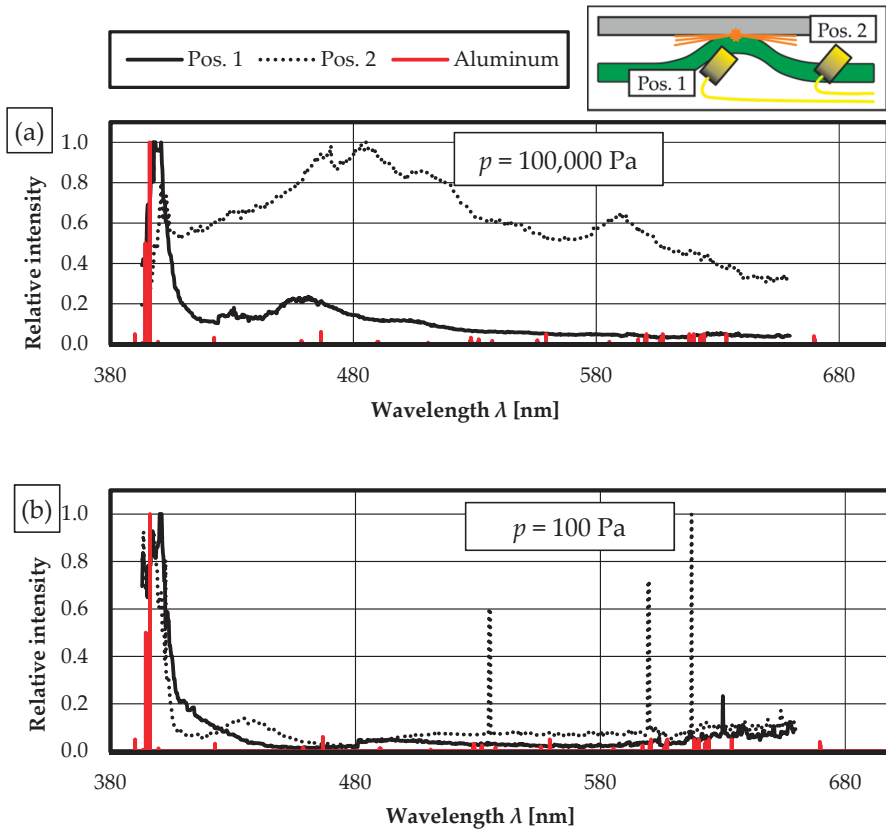 Pos. 1 Pos. 2 Aluminum
Pos. 2
Pos. 1
(a)
p = 100,000 Pa
Relative intensity
1.0
0.8
0.6
0.4
0.2
0.0
380 480 580 680
Wavelength λ [nm]
(b)
p = 100 Pa
Relative intensity
1.0
0.8
0.6
0.4
0.2
0.0
380 480 580 680
Wavelength λ [nm]